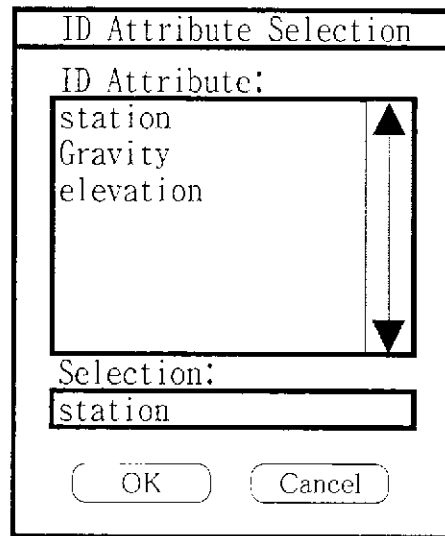 ID Attribute Selection
ID Attribute:
station
Gravity
elevation
Selection:
station
OK Cancel